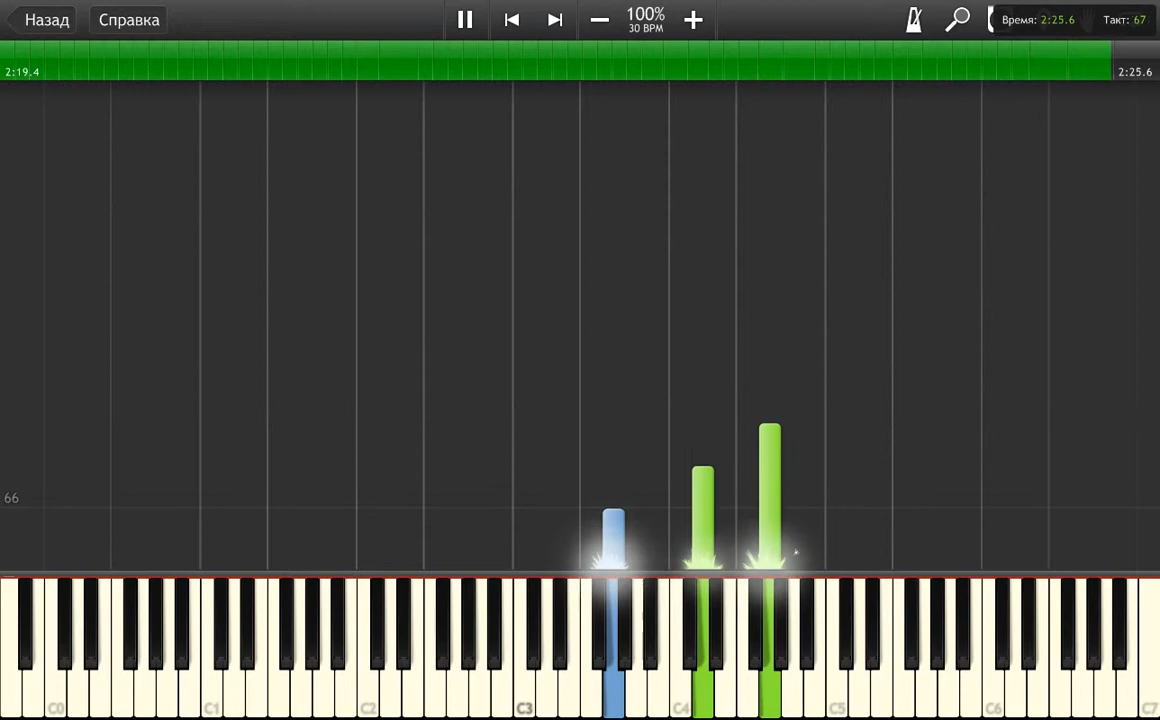 Назад
Справка
100%
30 BPM
Время: 2:25.6
Такт: 67
2:19.4
2:25.6
66
C0
C1
C2
C3
C4
C5
C6
C7